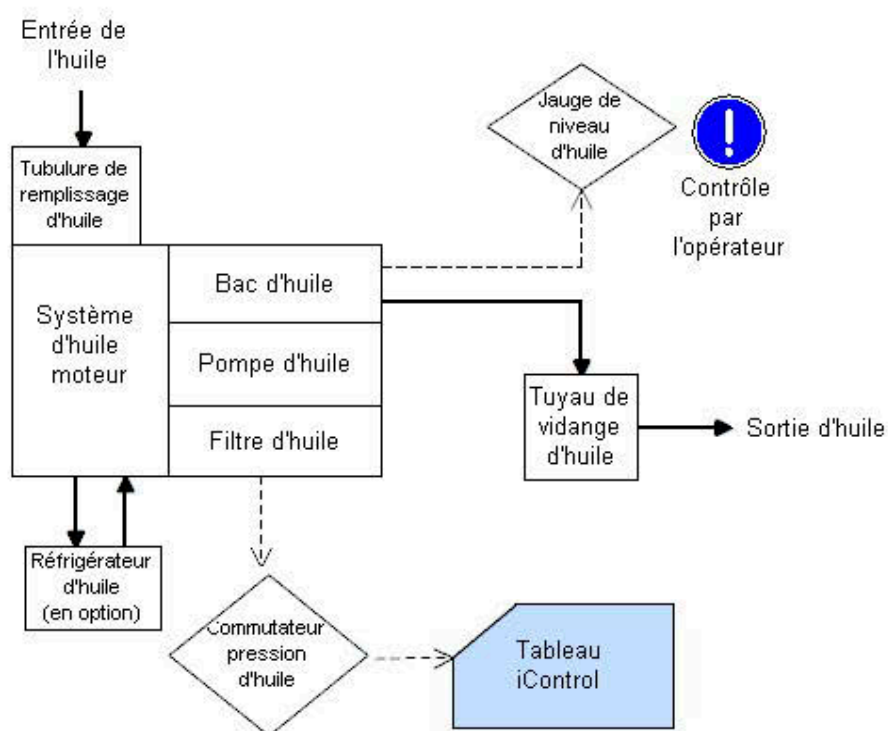 Entrée de
l'huile
Jauge de
niveau
d'huile
Contrôle
par
l'opérateur
Tubulure de
remplissage
d'huile
Système
d'huile
moteur
Bac d'huile
Pompe d'huile
Filtre d'huile
Tuyau de
vidange
d'huile
Sortie d'huile
Réfrigérateur
d'huile
(en option)
Commutateur
pression
d'huile
Tableau
iControl